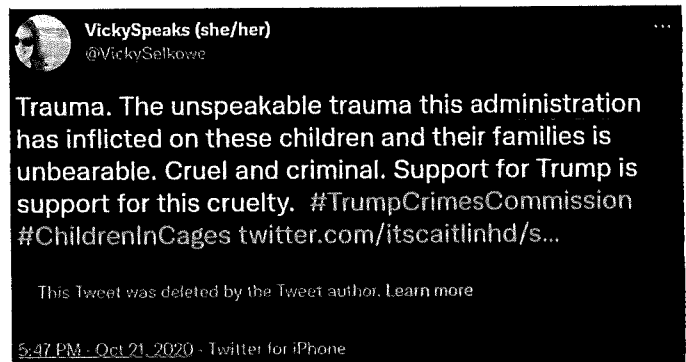 VickySpeaks (she/her)
@VickySelkowe
Trauma. The unspeakable trauma this administration
has inflicted on these children and their families is
unbearable. Cruel and criminal. Support for Trump is
support for this cruelty. #TrumpCrimesCommission
#ChildrenInCages twitter.com/itscaitlinhd/s...
This Tweet was deleted by the Tweet author. Learn more
5:47 PM · Oct 21, 2020 · Twitter for iPhone